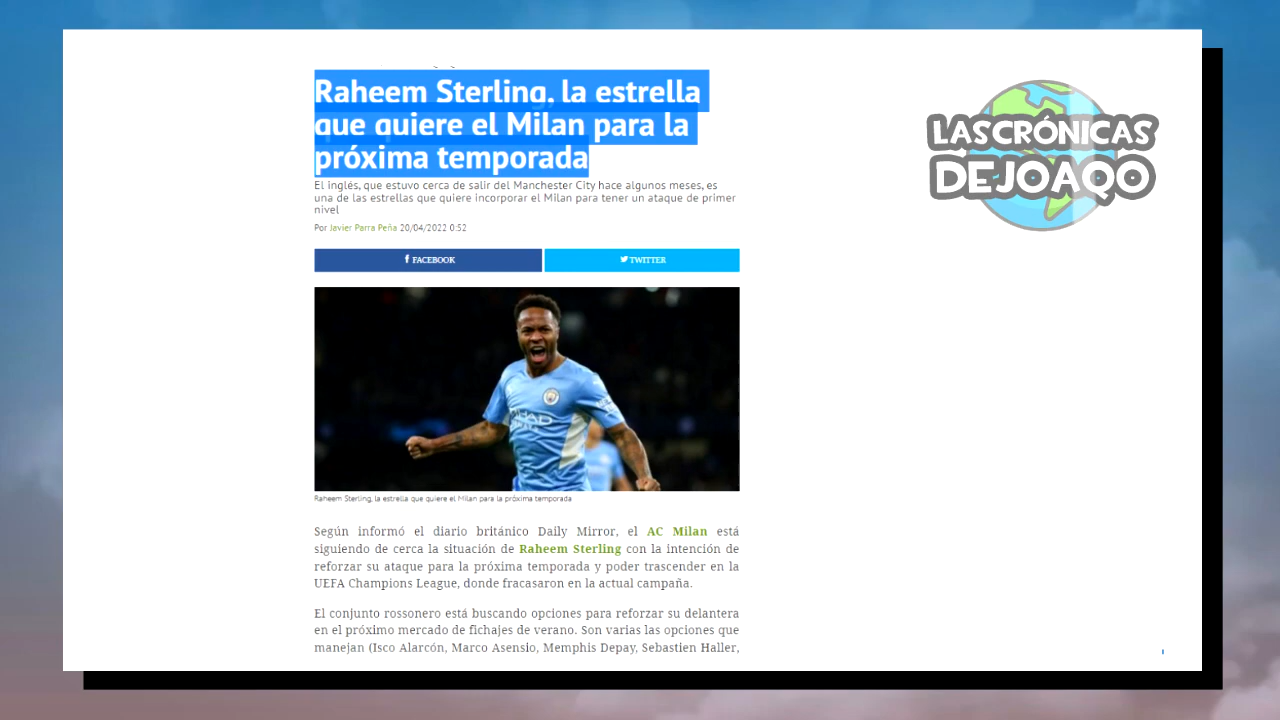 Raheem Sterling, la estrella
que quiere el Milan para la
próxima temporada
El inglés, que estuvo cerca de salir del Manchester City hace algunos meses, es
una de las estrellas que quiere incorporar el Milan para tener un ataque de primer
nivel
Por Javier Parra Peña 20/04/2022 0:52
FACEBOOK
TWITTER
LAS CRÓNICAS
DE JOAQO
Raheem Sterling, la estrella que quiere el Milan para la próxima temporada
Según informó el diario británico Daily Mirror, el AC Milan está
siguiendo de cerca la situación de Raheem Sterling con la intención de
reforzar su ataque para la próxima temporada y poder trascender en la
UEFA Champions League, donde fracasaron en la actual campaña.
El conjunto rossonero está buscando opciones para reforzar su delantera
en el próximo mercado de fichajes de verano. Son varias las opciones que
manejan (Isco Alarcón, Marco Asensio, Memphis Depay, Sebastien Haller,